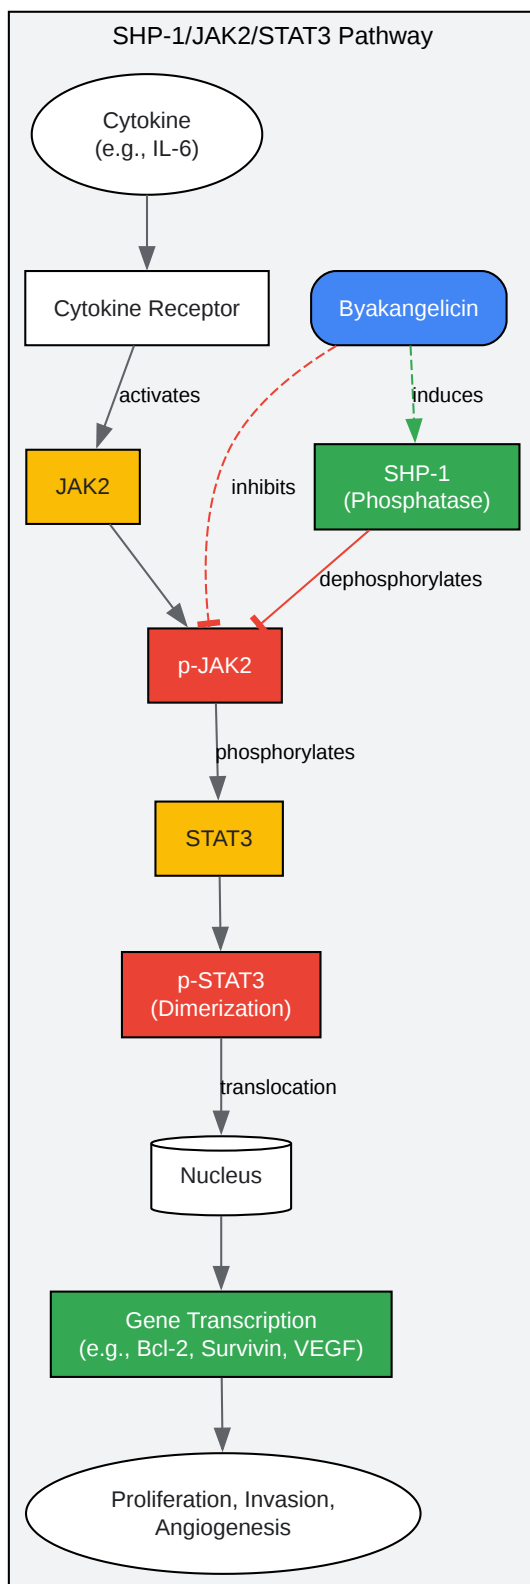 SHP-1/JAK2/STAT3 Pathway
Cytokine
(e.g., IL-6)
Cytokine Receptor
Byakangelicin
activates
induces
JAK2
inhibits
SHP-1
(Phosphatase)
dephosphorylates
p-JAK2
phosphorylates
STAT3
p-STAT3
(Dimerization)
translocation
Nucleus
Gene Transcription
(e.g., Bcl-2, Survivin, VEGF)
Proliferation, Invasion,
Angiogenesis